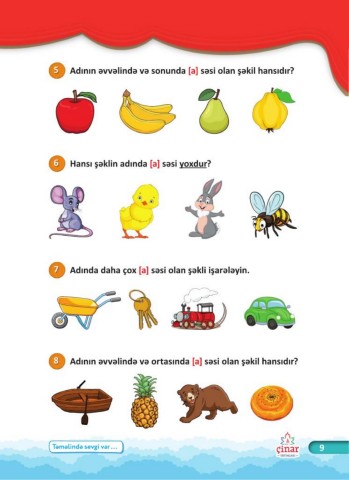 5 Adının əvvəlində və sonunda [a] səsi olan şəkil hansıdır?
6 Hansı şəklin adında [a] səsi yoxdur?
7 Adında daha çox [a] səsi olan şəkli işarələyin.
8 Adının əvvəlində və ortasında [a] səsi olan şəkil hansıdır?
Təməlində sevgi var ...
çinar
9